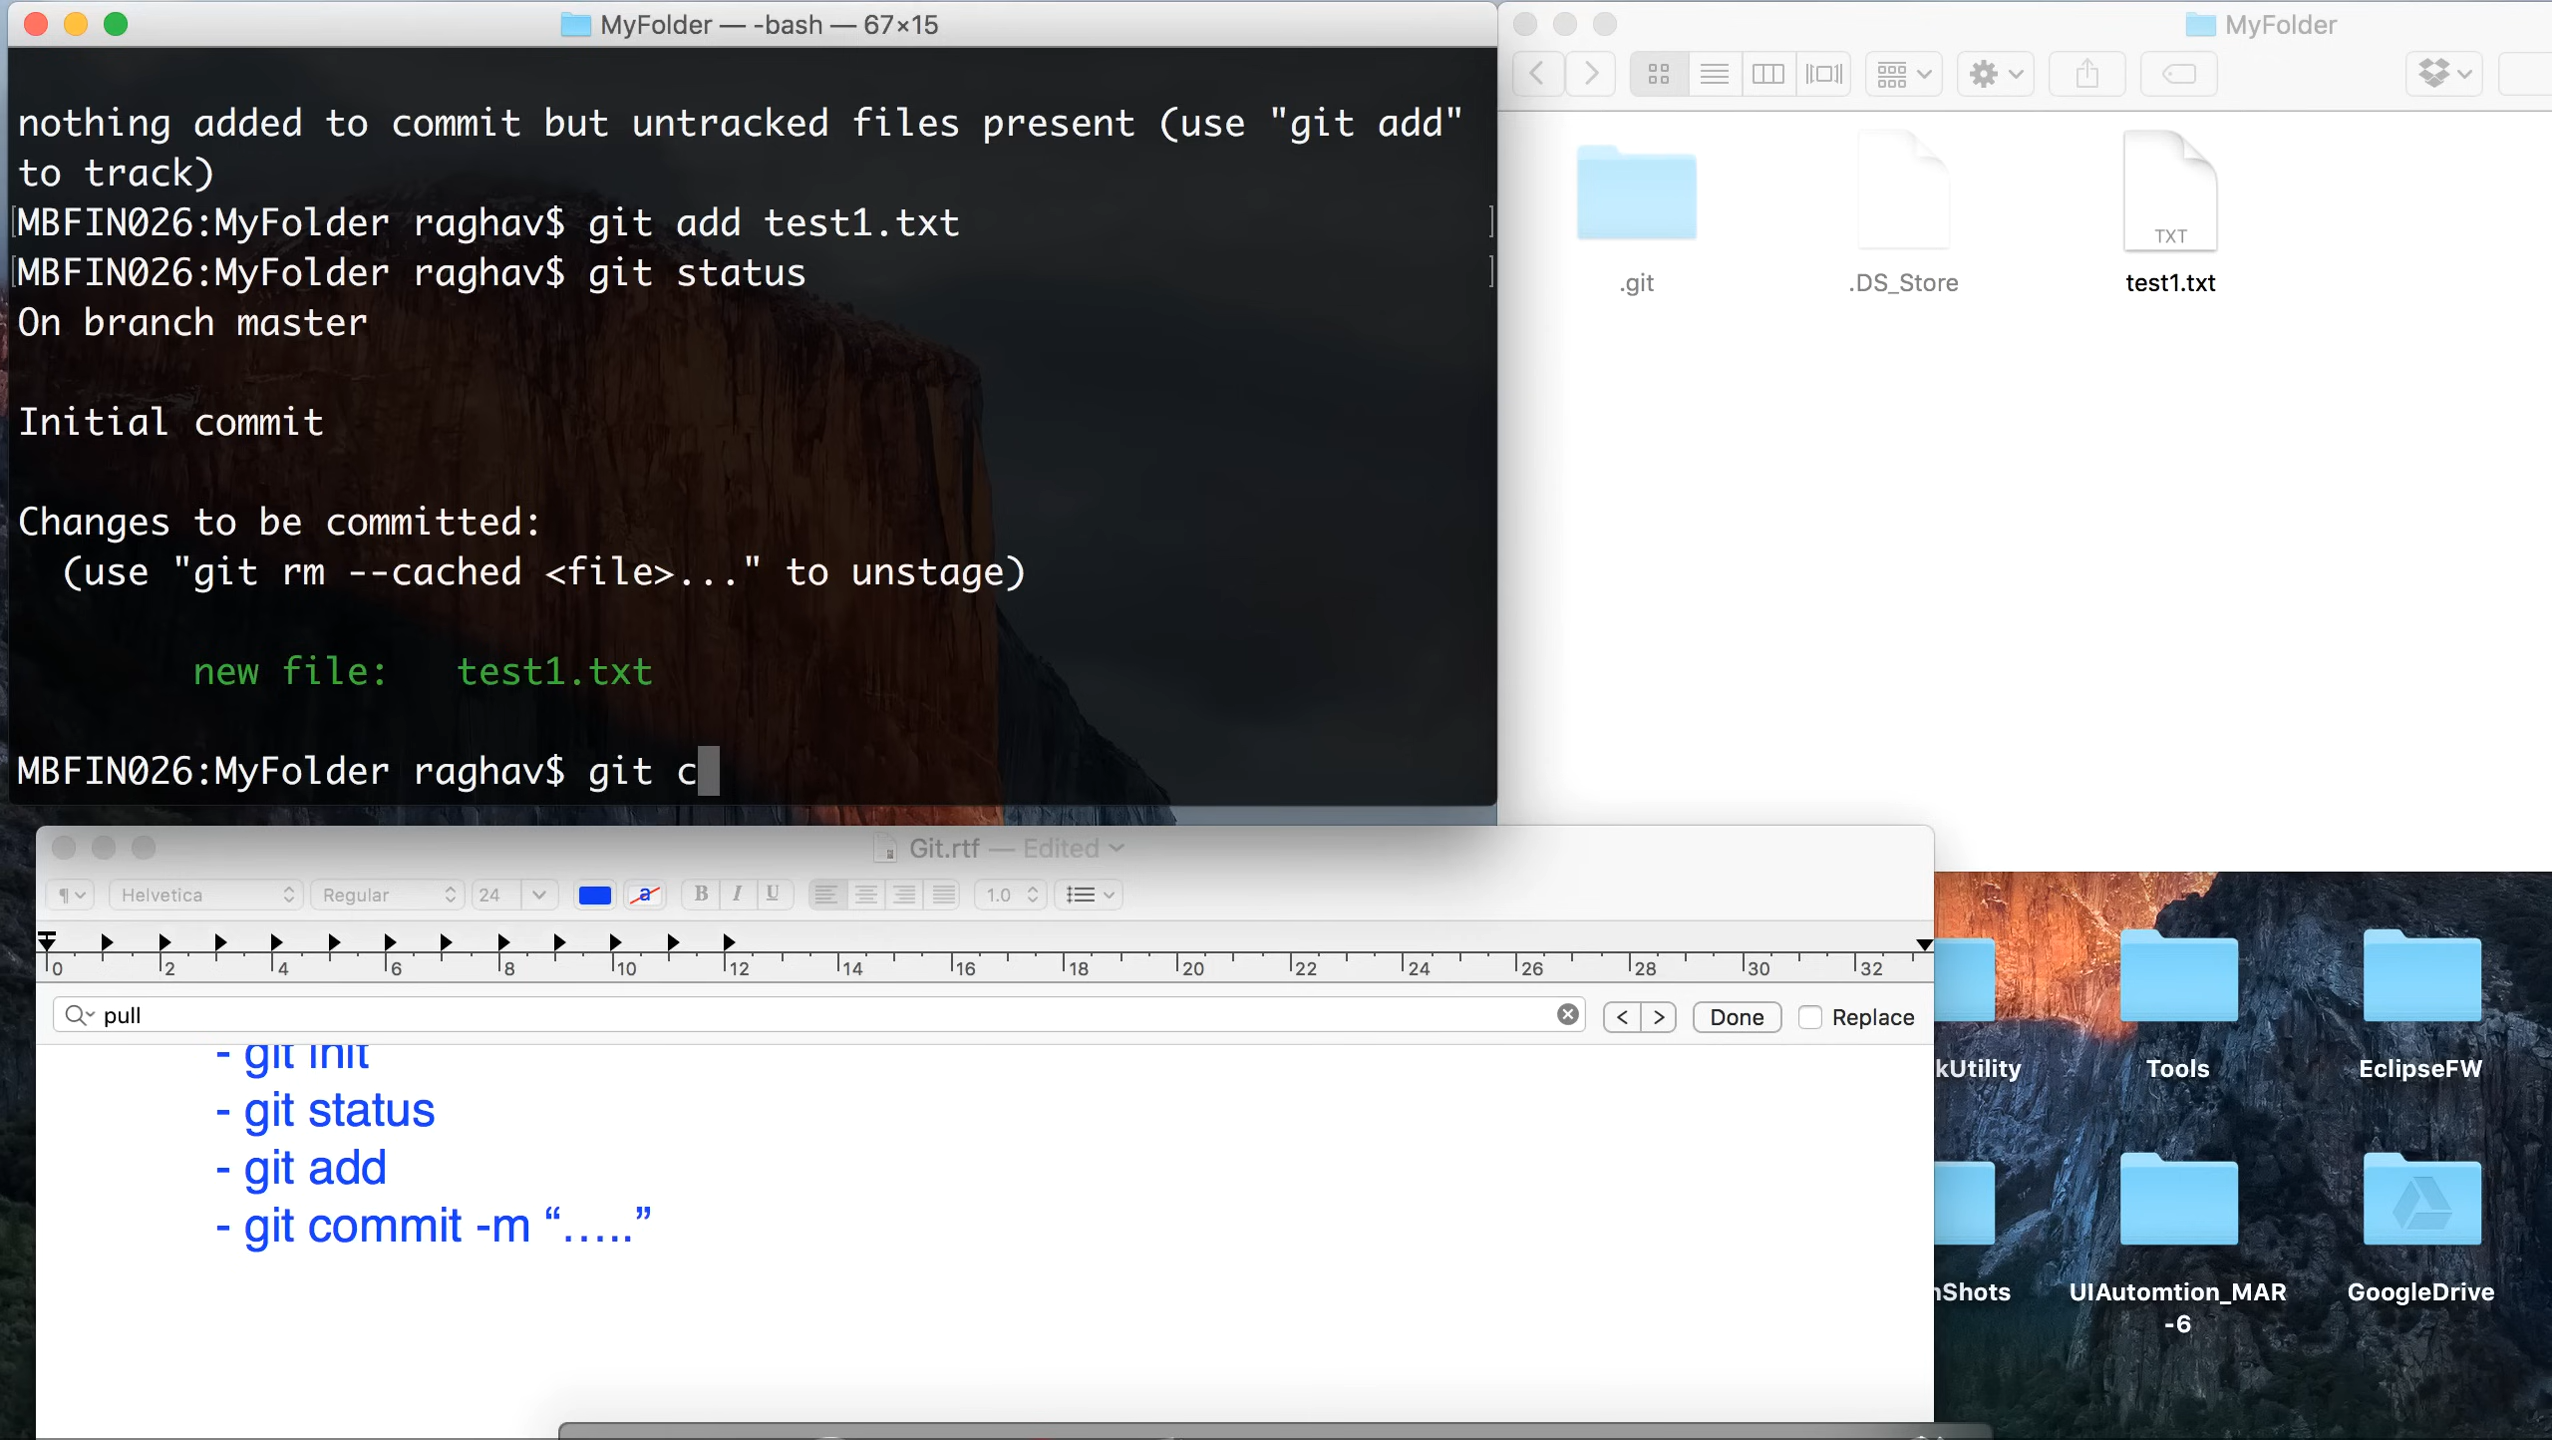 MyFolder — -bash — 67×15
nothing added to commit but untracked files present (use "git add"
to track)
[MBFIN026:MyFolder raghav$ git add test1.txt ]
[MBFIN026:MyFolder raghav$ git status ]
On branch master
Initial commit
Changes to be committed:
(use "git rm --cached <file>..." to unstage)
new file: test1.txt
MBFIN026:MyFolder raghav$ git c
MyFolder
TXT
.git .DS_Store test1.txt
Git.rtf — Edited
¶ Helvetica Regular 24 a B I U 1.0
0 2 4 6 8 10 12 14 16 18 20 22 24 26 28 30 32
pull < > Done Replace
- git init
- git status
- git add
- git commit -m “…..”
kUtility Tools EclipseFW
nShots UIAutomtion_MAR GoogleDrive
-6